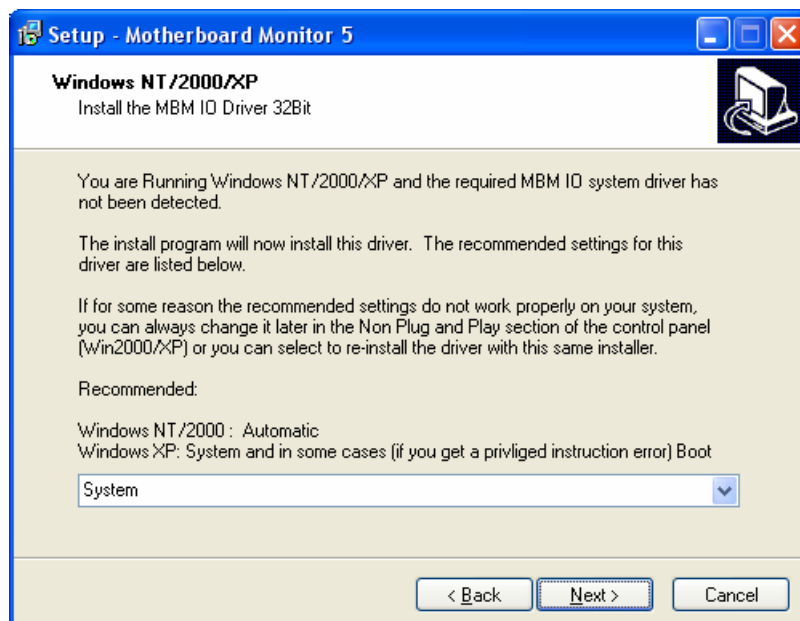 Setup - Motherboard Monitor 5
Windows NT/2000/XP
Install the MBM IO Driver 32Bit
You are Running Windows NT/2000/XP and the required MBM IO system driver has
not been detected.
The install program will now install this driver.  The recommended settings for this
driver are listed below.
If for some reason the recommended settings do not work properly on your system,
you can always change it later in the Non Plug and Play section of the control panel
(Win2000/XP) or you can select to re-install the driver with this same installer.
Recommended:
Windows NT/2000 :  Automatic
Windows XP: System and in some cases (if you get a privliged instruction error) Boot
System
< Back
Next >
Cancel